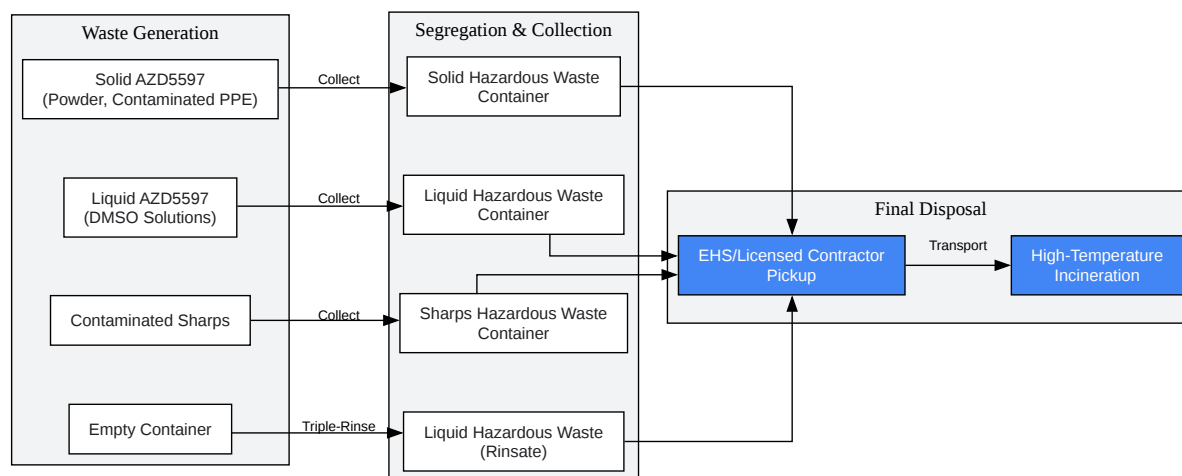 Waste Generation
Solid AZD5597
(Powder, Contaminated PPE)
Liquid AZD5597
(DMSO Solutions)
Contaminated Sharps
Empty Container
Collect
Collect
Collect
Triple-Rinse
Segregation & Collection
Solid Hazardous Waste
Container
Liquid Hazardous Waste
Container
Sharps Hazardous Waste
Container
Liquid Hazardous Waste
(Rinsate)
Final Disposal
EHS/Licensed Contractor
Pickup
Transport
High-Temperature
Incineration